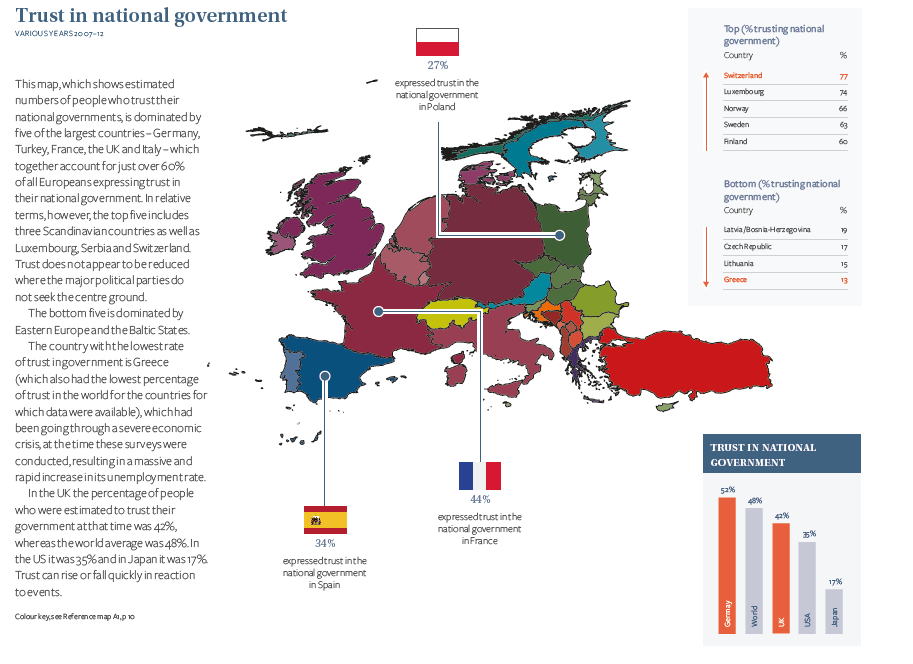 Trust in national government
VARIOUS YEARS 2007–12
This map, which shows estimated
numbers of people who trust their
national governments, is dominated by
five of the largest countries – Germany,
Turkey, France, the UK and Italy – which
together account for just over 60%
of all Europeans expressing trust in
their national government. In relative
terms, however, the top five includes
three Scandinavian countries as well as
Luxembourg, Serbia and Switzerland.
Trust does not appear to be reduced
where the major political parties do
not seek the centre ground.
The bottom five is dominated by
Eastern Europe and the Baltic States.
The country with the lowest rate
of trust in government is Greece
(which also had the lowest percentage
of trust in the world for the countries for
which data were available), which had
been going through a severe economic
crisis, at the time these surveys were
conducted, resulting in a massive and
rapid increase in its unemployment rate.
In the UK the percentage of people
who were estimated to trust their
government at that time was 42%,
whereas the world average was 48%. In
the US it was 35% and in Japan it was 17%.
Trust can rise or fall quickly in reaction
to events.
Colour key, see Reference map A1, p 10
27%
expressed trust in the
national government
in Poland
34%
expressed trust in the
national government
in Spain
44%
expressed trust in the
national government
in France
Top (% trusting national
government)
Country %
Switzerland 77
Luxembourg 74
Norway 66
Sweden 63
Finland 60
Bottom (% trusting national
government)
Country %
Latvia/Bosnia-Herzegovina 19
Czech Republic 17
Lithuania 15
Greece 13
TRUST IN NATIONAL
GOVERNMENT
52%
48%
42%
35%
17%
Germay
World
UK
USA
Japan